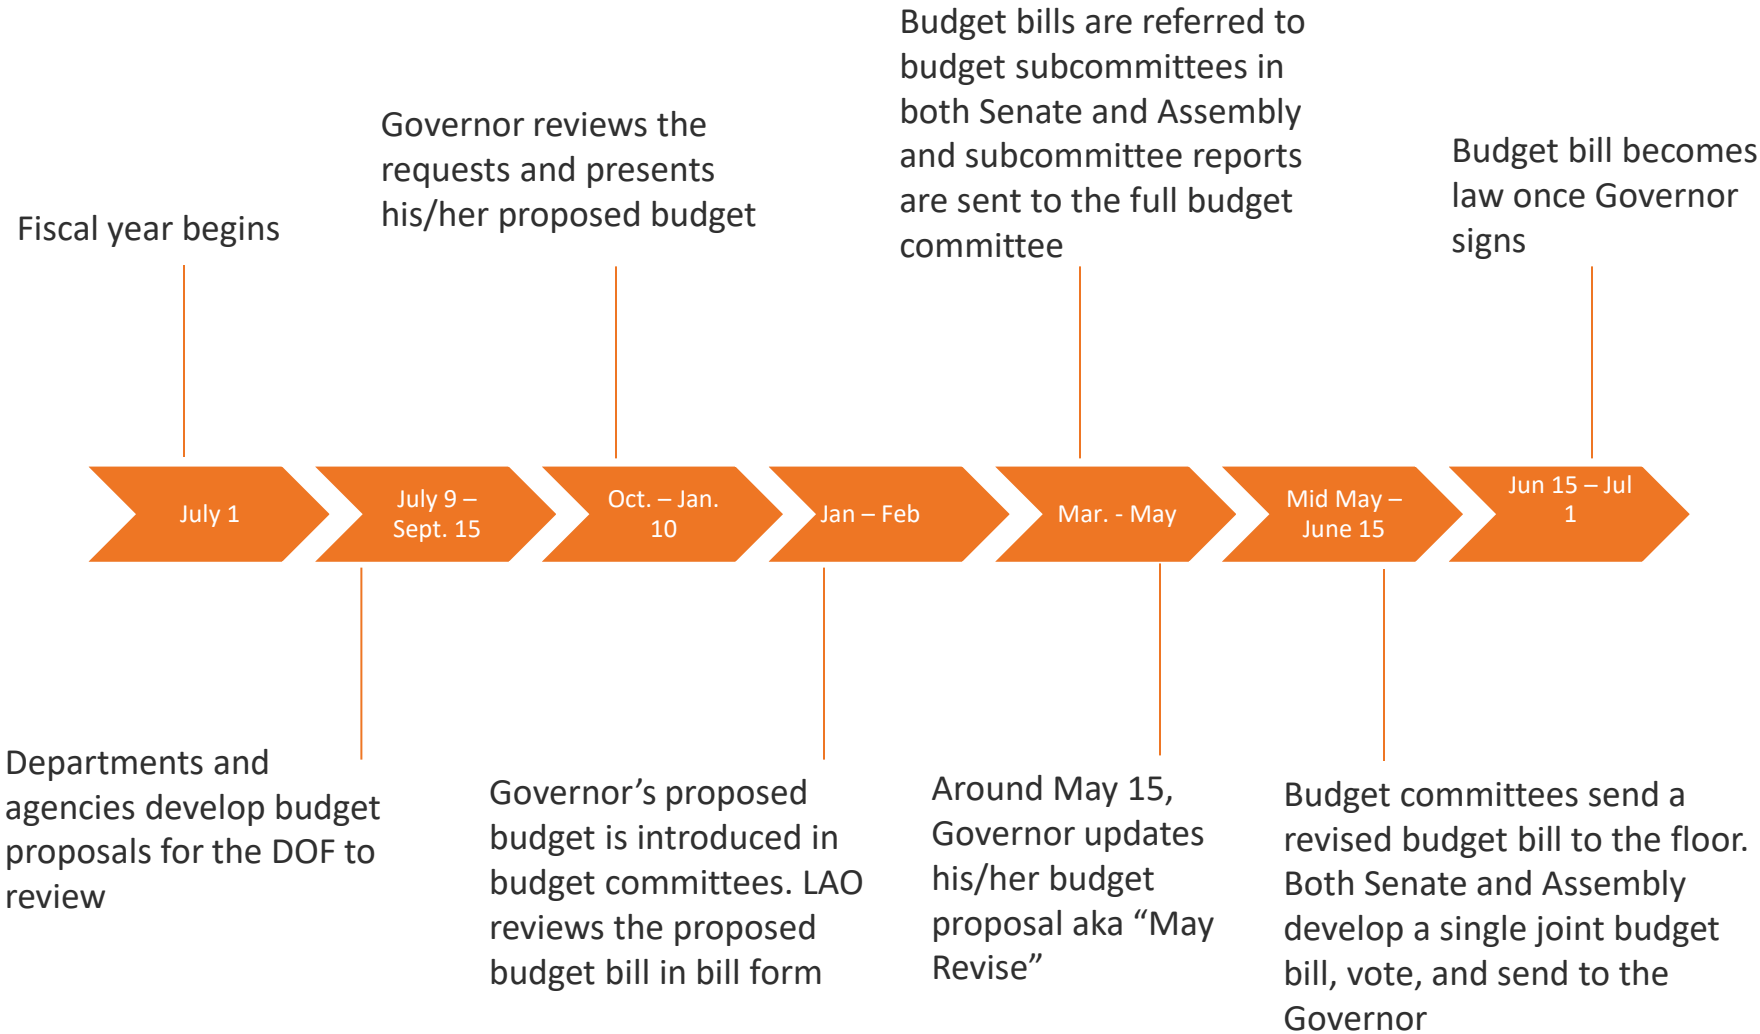 Budget bills are referred to
budget subcommittees in
both Senate and Assembly
and subcommittee reports
are sent to the full budget
committee
Governor reviews the
requests and presents
his/her proposed budget
Budget bill becomes
law once Governor
signs
Fiscal year begins
July 1
July 9 –
Sept. 15
Oct. – Jan.
10
Jan – Feb
Mar. - May
Mid May –
June 15
Jun 15 – Jul
1
Departments and
agencies develop budget
proposals for the DOF to
review
Governor’s proposed
budget is introduced in
budget committees. LAO
reviews the proposed
budget bill in bill form
Around May 15,
Governor updates
his/her budget
proposal aka “May
Revise”
Budget committees send a
revised budget bill to the floor.
Both Senate and Assembly
develop a single joint budget
bill, vote, and send to the
Governor